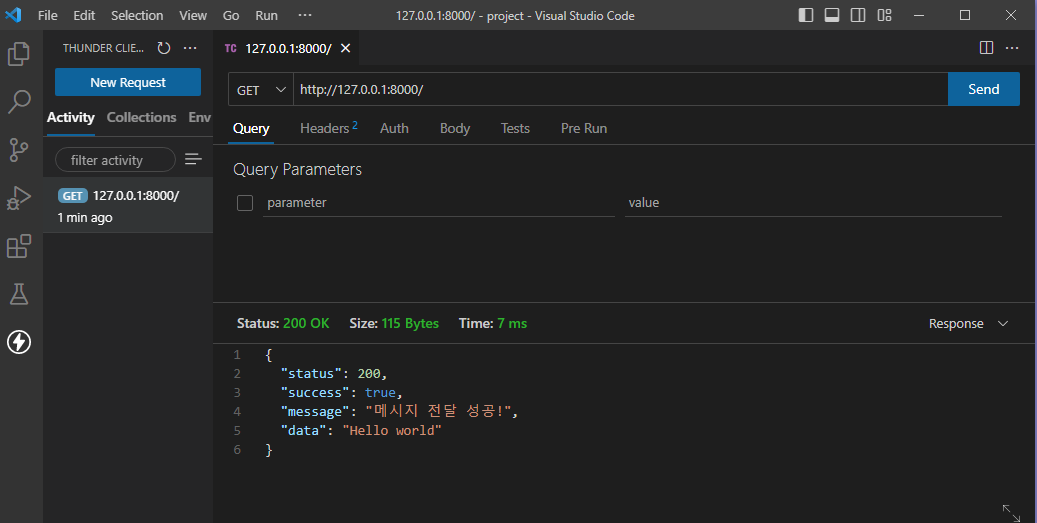 File Edit Selection View Go Run ··· 127.0.0.1:8000/ - project - Visual Studio Code
THUNDER CLIE... ···
TC 127.0.0.1:8000/ ···
New Request
GET http://127.0.0.1:8000/ Send
Activity Collections Env
Query Headers 2 Auth Body Tests Pre Run
filter activity
Query Parameters
GET 127.0.0.1:8000/
1 min ago
parameter value
Status: 200 OK Size: 115 Bytes Time: 7 ms Response
1 {
2 "status": 200,
3 "success": true,
4 "message": "메시지 전달 성공!",
5 "data": "Hello world"
6 }